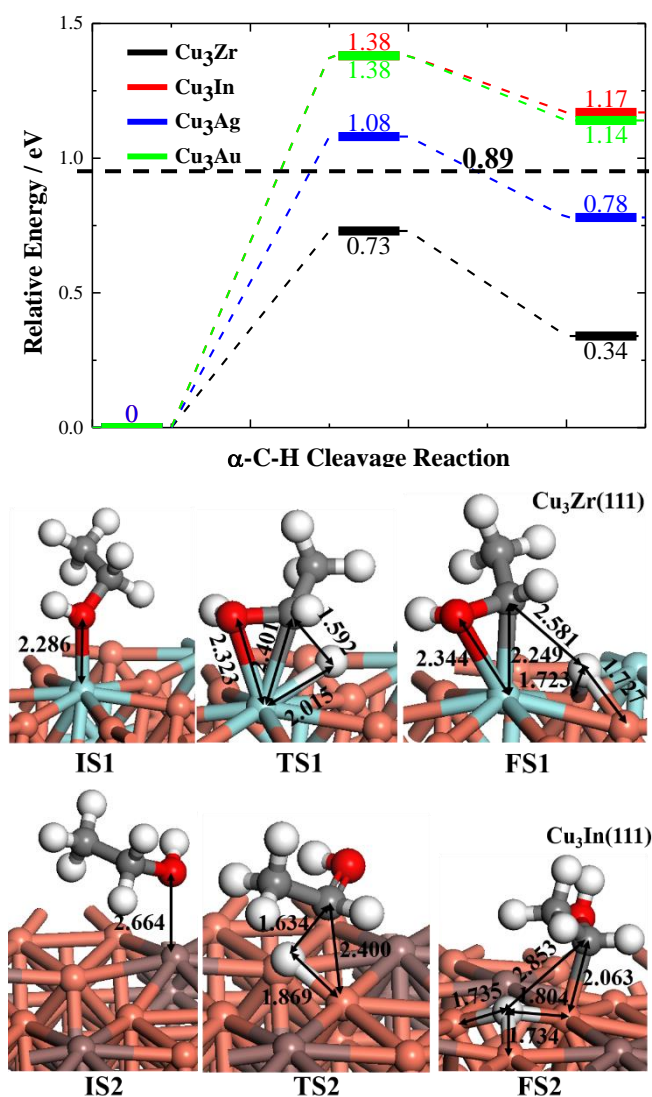 1.5
1.0
0.5
0.0
Relative Energy / eV
Cu3Zr
Cu3In
Cu3Ag
Cu3Au
1.38
1.38
1.17
1.14
1.08
0.89
0.78
0.73
0.34
0
α-C-H Cleavage Reaction
Cu3Zr(111)
2.286
2.323
2.401
1.592
2.015
2.344
2.249
2.581
1.723
1.727
IS1
TS1
FS1
Cu3In(111)
2.664
1.634
2.400
1.869
2.853
2.063
1.735
1.804
1.734
IS2
TS2
FS2